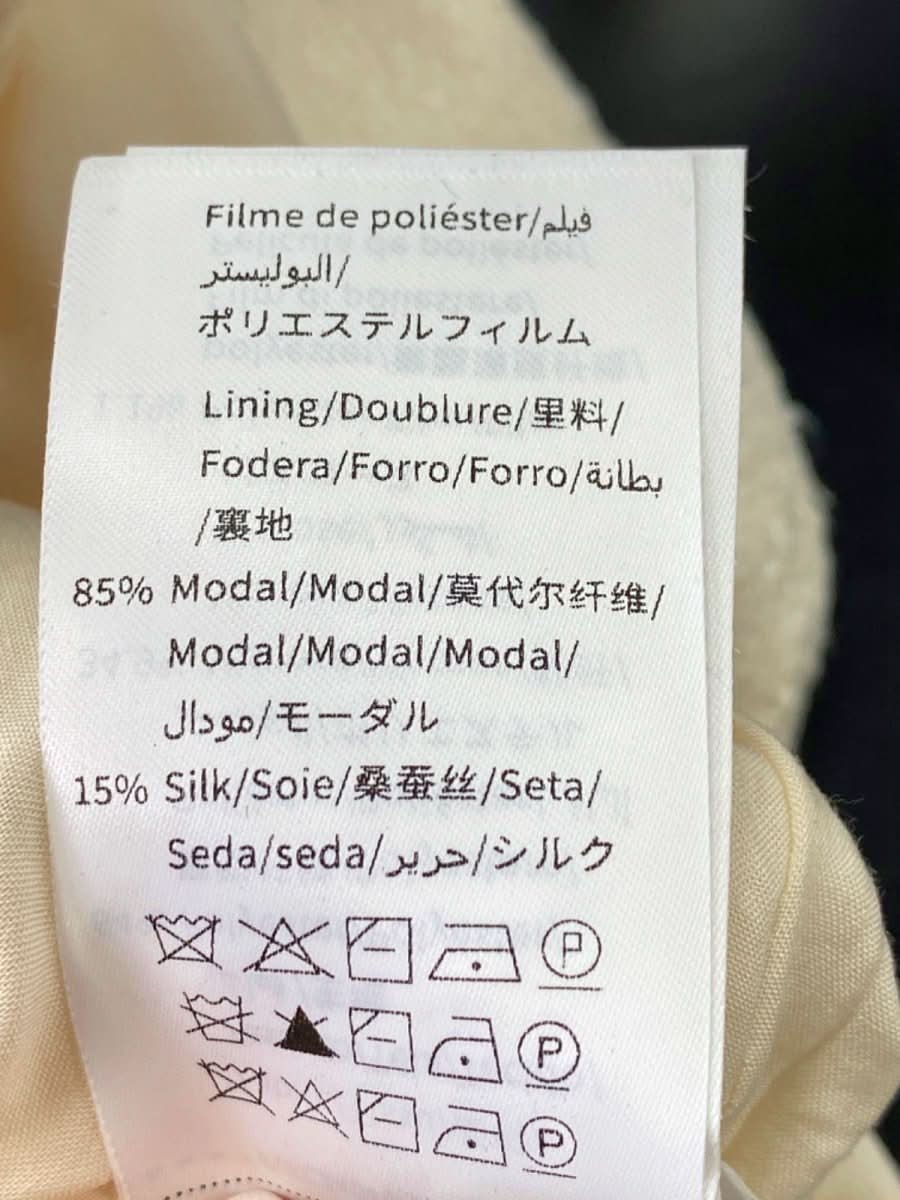 Filme de poliéster/فيلم
البوليستر/
ポリエステルフィルム
Lining/Doublure/里料/
Fodera/Forro/Forro/بطانة
/裏地
85% Modal/Modal/莫代尔纤维/
Modal/Modal/Modal/
مودال/モーダル
15% Silk/Soie/桑蚕丝/Seta/
Seda/seda/حرير/シルク
P
P
P